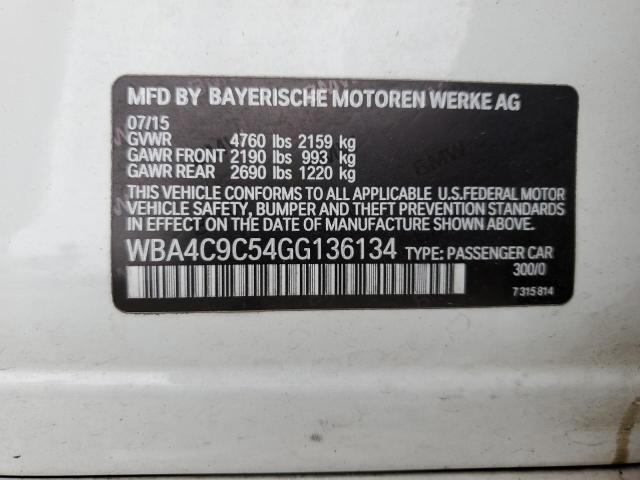 MFD BY BAYERISCHE MOTOREN WERKE AG
07/15
GVWR 4760 lbs 2159 kg
GAWR FRONT 2190 lbs 993 kg
GAWR REAR 2690 lbs 1220 kg
THIS VEHICLE CONFORMS TO ALL APPLICABLE U.S.FEDERAL MOTOR
VEHICLE SAFETY, BUMPER AND THEFT PREVENTION STANDARDS
IN EFFECT ON THE DATE OF MANUFACTURE SHOWN ABOVE.
WBA4C9C54GG136134 TYPE: PASSENGER CAR
300/0
7315814
BMW